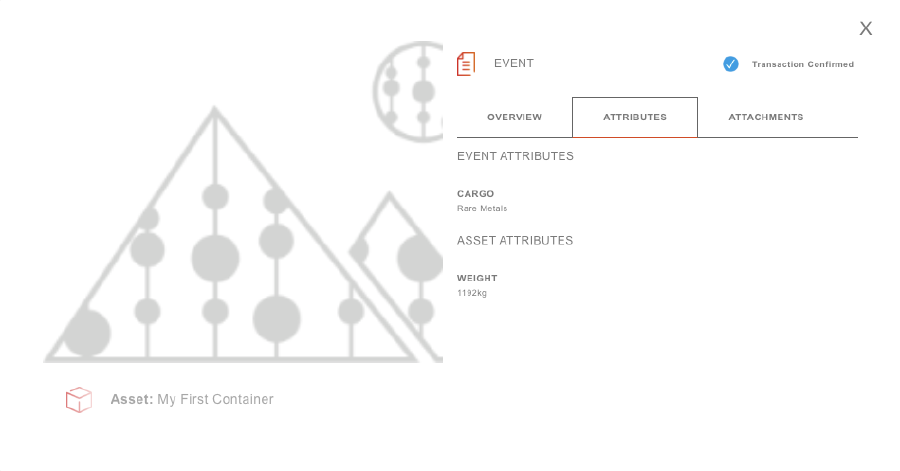 X
EVENT
Transaction Confirmed
OVERVIEW ATTRIBUTES ATTACHMENTS
EVENT ATTRIBUTES
CARGO
Rare Metals
ASSET ATTRIBUTES
WEIGHT
1192kg
Asset: My First Container